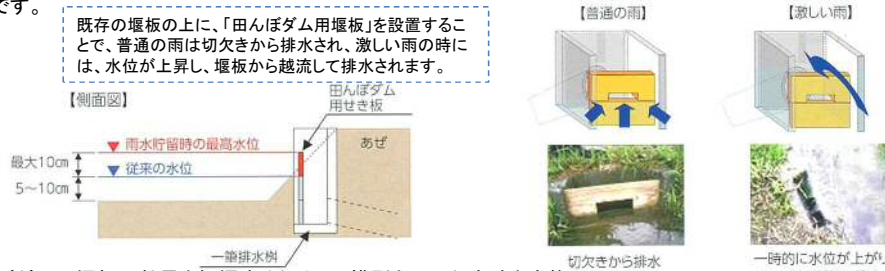 です。
既存の堰板の上に、「田んぼダム用堰板」を設置するこ
とで、普通の雨は切欠きから排水され、激しい雨の時に
は、水位が上昇し、堰板から越流して排水されます。
【側面図】
田んぼダム
用せき板
あぜ
雨水貯留時の最高水位
最大10cm
従来の水位
5～10cm
一筆排水桝
【普通の雨】
【激しい雨】
切欠きから排水
一時的に水位が上がり